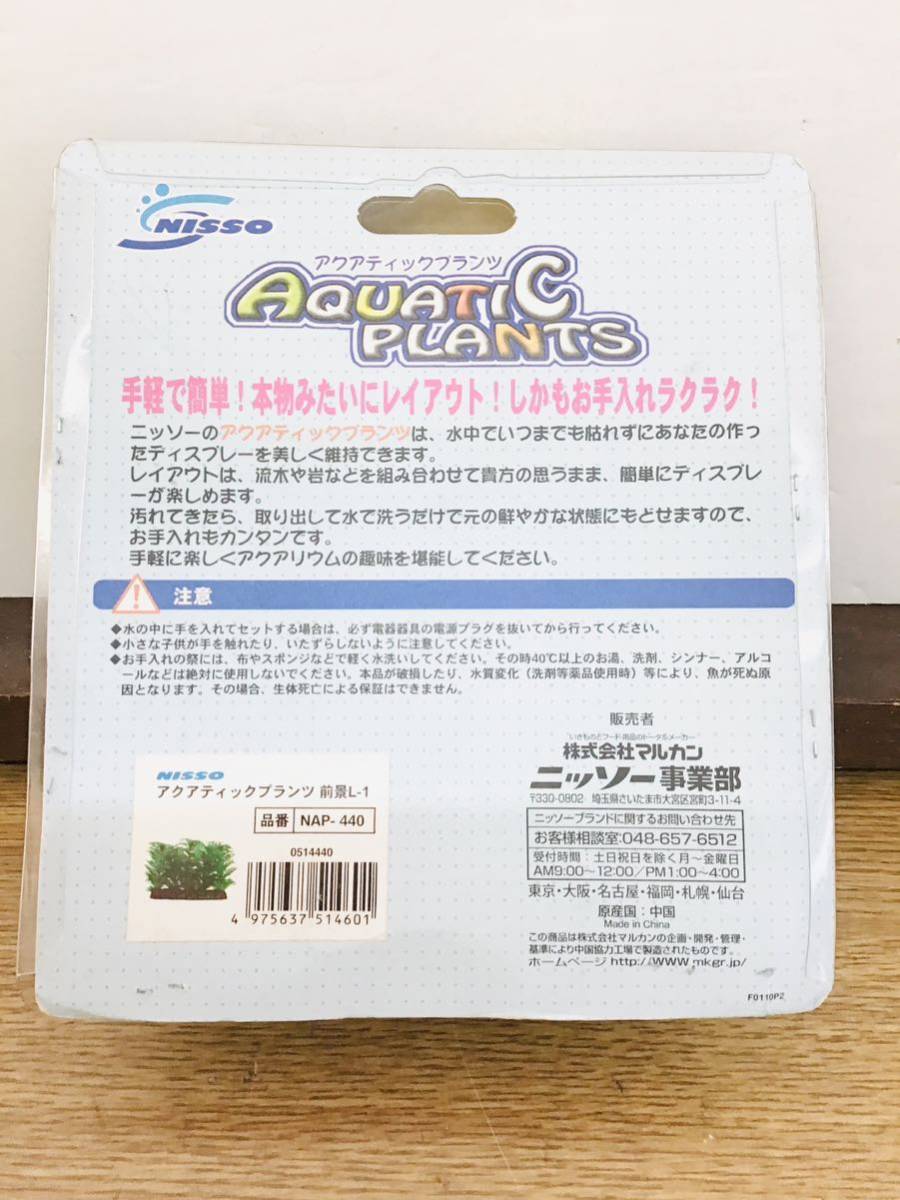 NISSO
アクアティックプランツ
AQUATIC
PLANTS
手軽で簡単！本物みたいにレイアウト！しかもお手入れラクラク！
ニッソーのアクアティックプランツは、水中でいつまでも枯れずにあなたの作っ
たディスプレーを美しく維持できます。
レイアウトは、流木や岩などを組み合わせて貴方の思うまま、簡単にディスプレ
ーが楽しめます。
汚れてきたら、取り出して水で洗うだけで元の鮮やかな状態にもどせますので、
お手入れもカンタンです。
手軽に楽しくアクアリウムの趣味を堪能してください。
注意
◆水の中に手を入れてセットする場合は、必ず電器器具の電源プラグを抜いてから行ってください。
◆小さな子供が手を触れたり、いたずらしないように注意してください。
◆お手入れの祭には、布やスポンジなどで軽く水洗いしてください。その時40℃以上のお湯、洗剤、シンナー、アルコ
ールなどは絶対に使用しないでください。本品が破損したり、水質変化（洗剤等薬品使用時）等により、魚が死ぬ原
因となります。その場合、生体死亡による保証はできません。
販売者
いきものとフード・用品のトータルメーカー
株式会社マルカン
ニッソー事業部
〒330-0802 埼玉県さいたま市大宮区宮町3-11-4
ニッソーブランドに関するお問い合わせ先
お客様相談室:048-657-6512
受付時間：土日祝日を除く月〜金曜日
AM9:00〜12:00/PM1:00〜4:00
東京・大阪・名古屋・福岡・札幌・仙台
原産国：中国
Made in China
この商品は株式会社マルカンの企画・開発・管理・
基準により中国協力工場で製造されたものです。
ホームページ http://www.mkgr.jp/
F0110P2
NISSO
アクアティックプランツ 前景L-1
品番 NAP- 440
0514440
4 975637 514601